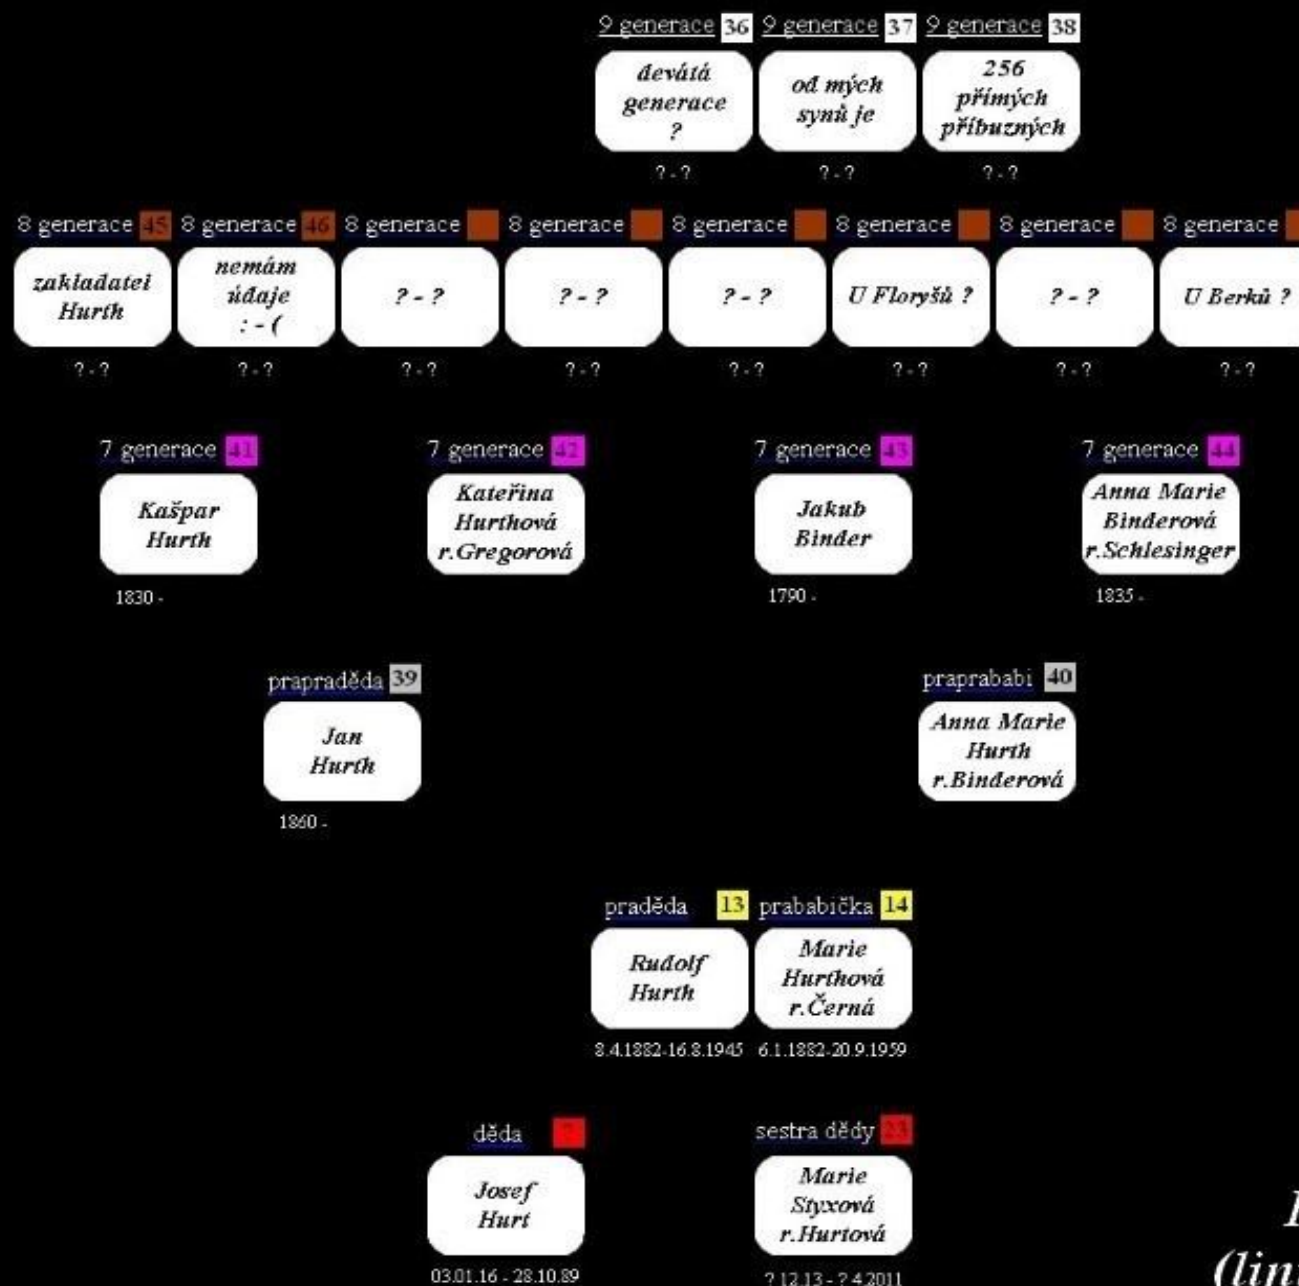 9 generace 36 9 generace 37 9 generace 38
devátá
generace
?
od mých
synů je
256
přímých
příbuzných
? - ? ? - ? ? - ?
8 generace 45 8 generace 46 8 generace 8 generace 8 generace 8 generace 8 generace 8 generace
zakladatel
Hurth
nemám
údaje
: - (
? - ?
? - ?
? - ?
U Floryšů ?
? - ?
U Berků ?
? - ? ? - ? ? - ? ? - ? ? - ? ? - ? ? - ? ? - ?
7 generace 41 7 generace 42 7 generace 43 7 generace 44
Kašpar
Hurth
Kateřina
Hurthová
r.Gregorová
Jakub
Binder
Anna Marie
Binderová
r.Schlesinger
1830 - 1790 - 1835 -
prapraděda 39 praprababi 40
Jan
Hurth
Anna Marie
Hurth
r.Binderová
1860 -
praděda 13 prababička 14
Rudolf
Hurth
Marie
Hurthová
r.Černá
8.4.1882-16.8.1945 6.1.1882-20.9.1959
děda sestra dědy 23
Josef
Hurt
Marie
Styxová
r.Hurtová
03.01.16 - 28.10.89 ? 12.13 - ? 4.2011